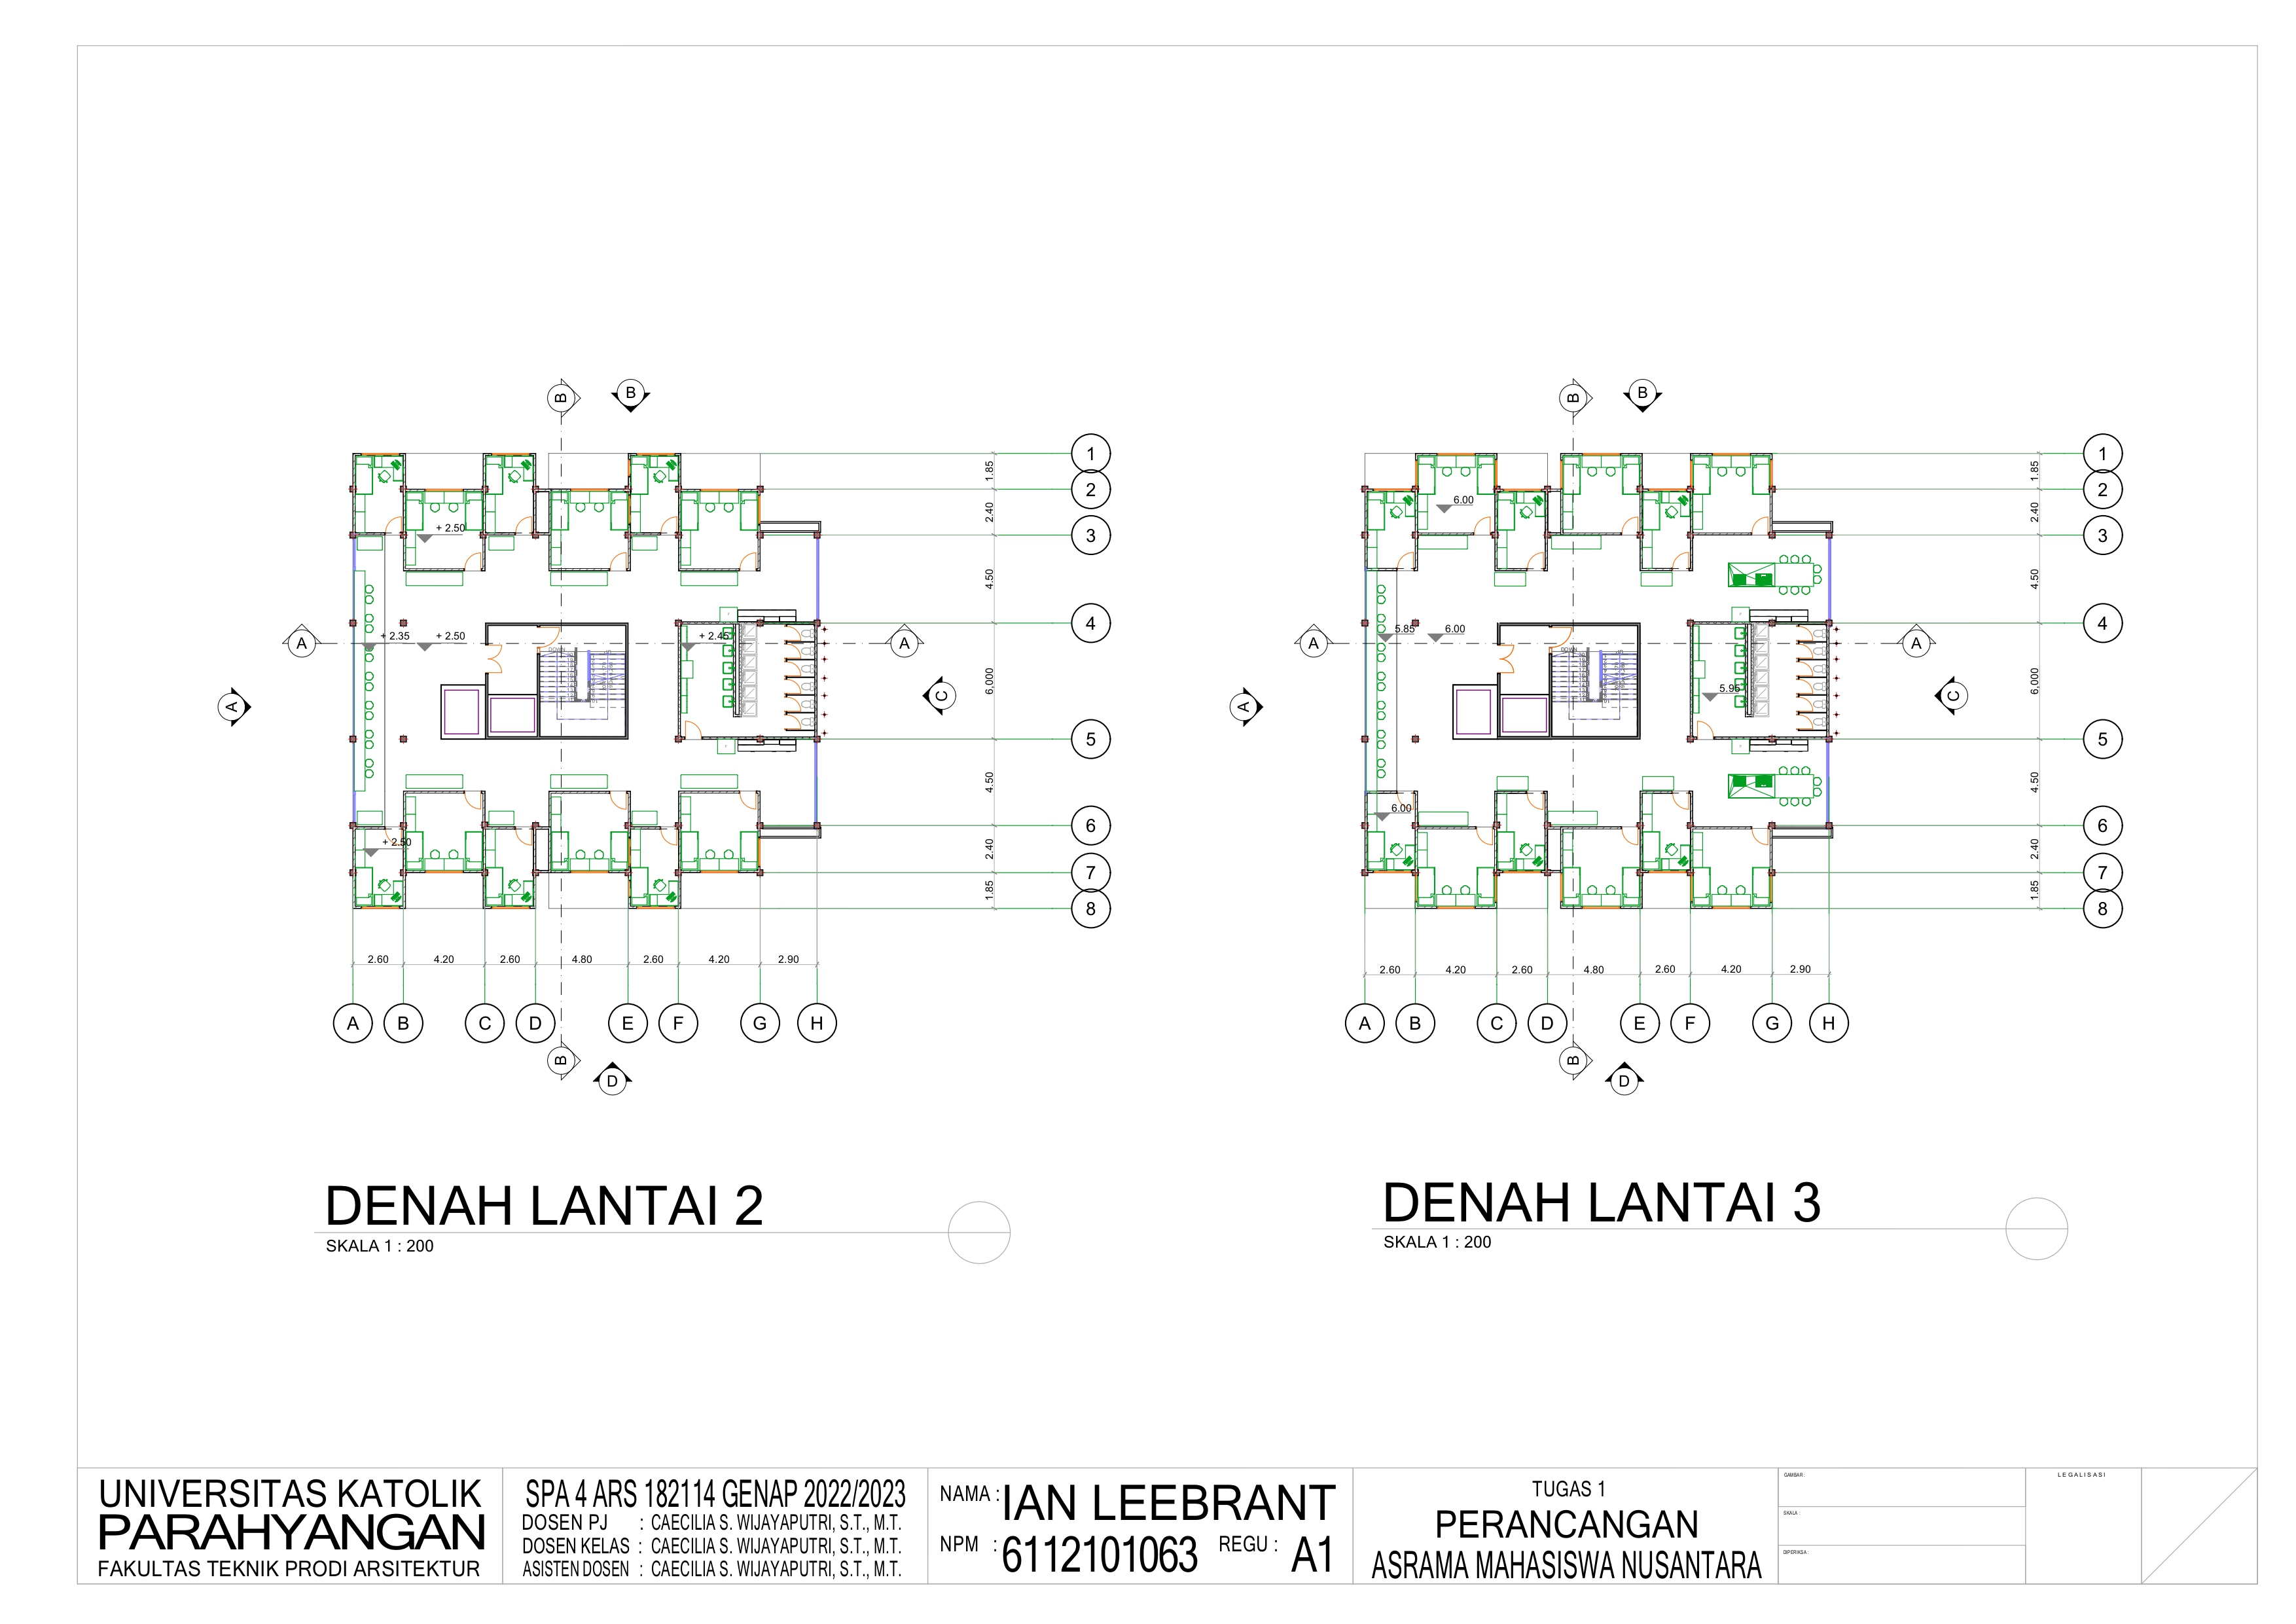 B
B
1
1.85
2
2.40
3
+ 2.50
4.50
4
+ 2.35
+ 2.50
+ 2.45
A
A
DOWN
6,000
A
C
5
4.50
6
+ 2.50
2.40
7
1.85
8
2.60
4.20
2.60
4.80
2.60
4.20
2.90
A
B
C
D
E
F
G
H
B
D
DENAH LANTAI 2
SKALA 1 : 200
B
B
1
1.85
2
6.00
2.40
3
4.50
4
5.85
6.00
A
A
DOWN
6,000
5.95
A
C
5
4.50
6.00
6
2.40
7
1.85
8
2.60
4.20
2.60
4.80
2.60
4.20
2.90
A
B
C
D
E
F
G
H
B
D
DENAH LANTAI 3
SKALA 1 : 200
UNIVERSITAS KATOLIK
PARAHYANGAN
FAKULTAS TEKNIK PRODI ARSITEKTUR
SPA 4 ARS 182114 GENAP 2022/2023
DOSEN PJ : CAECILIA S. WIJAYAPUTRI, S.T., M.T.
DOSEN KELAS : CAECILIA S. WIJAYAPUTRI, S.T., M.T.
ASISTEN DOSEN : CAECILIA S. WIJAYAPUTRI, S.T., M.T.
NAMA : IAN LEEBRANT
NPM : 6112101063 REGU : A1
TUGAS 1
PERANCANGAN
ASRAMA MAHASISWA NUSANTARA
GAMBAR :
SKALA :
DIPERIKSA :
LEGALISASI